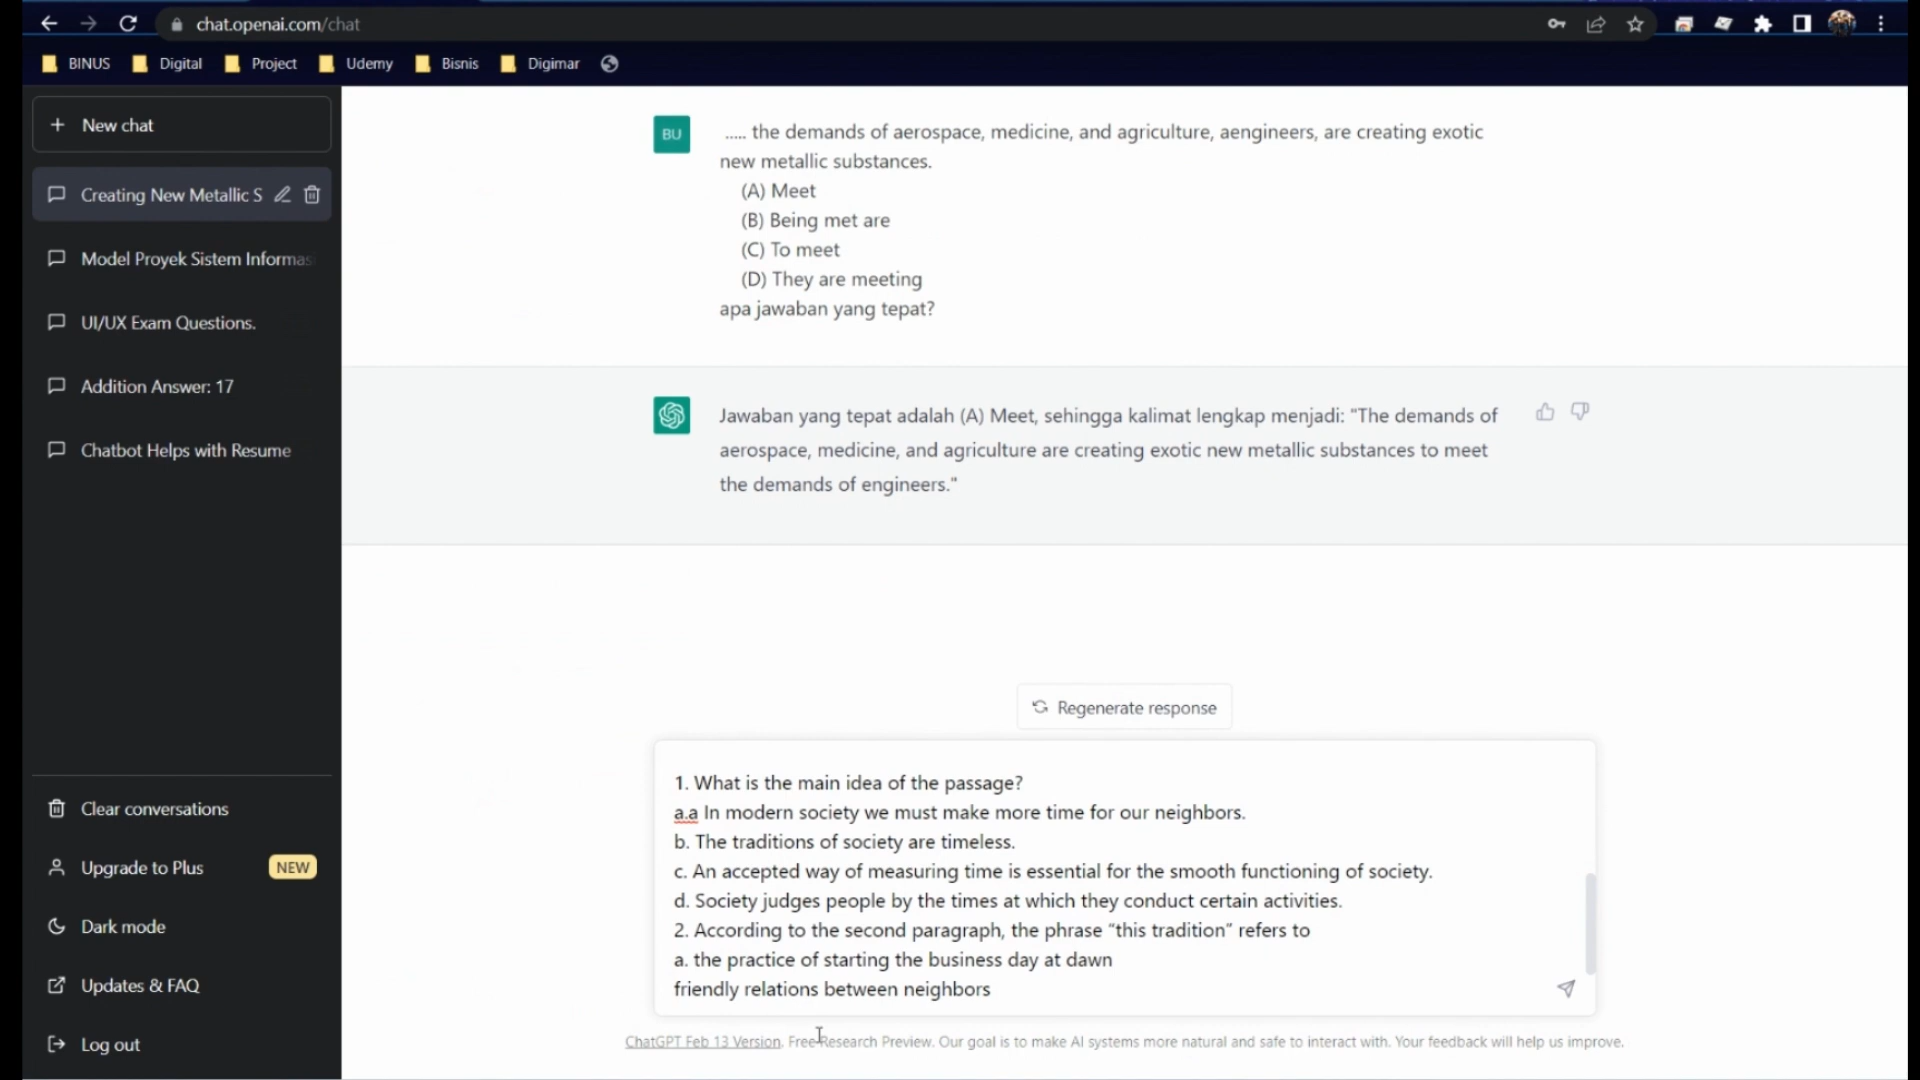 chat.openai.com/chat
BINUS
Digital
Project
Udemy
Bisnis
Digimar
New chat
Creating New Metallic S
Model Proyek Sistem Informas
UI/UX Exam Questions.
Addition Answer: 17
Chatbot Helps with Resume
Clear conversations
Upgrade to Plus NEW
Dark mode
Updates & FAQ
Log out
BU
..... the demands of aerospace, medicine, and agriculture, aengineers, are creating exotic
new metallic substances.
(A) Meet
(B) Being met are
(C) To meet
(D) They are meeting
apa jawaban yang tepat?
Jawaban yang tepat adalah (A) Meet, sehingga kalimat lengkap menjadi: "The demands of
aerospace, medicine, and agriculture are creating exotic new metallic substances to meet
the demands of engineers."
Regenerate response
1. What is the main idea of the passage?
a.a In modern society we must make more time for our neighbors.
b. The traditions of society are timeless.
c. An accepted way of measuring time is essential for the smooth functioning of society.
d. Society judges people by the times at which they conduct certain activities.
2. According to the second paragraph, the phrase “this tradition” refers to
a. the practice of starting the business day at dawn
friendly relations between neighbors
ChatGPT Feb 13 Version. Free Research Preview. Our goal is to make AI systems more natural and safe to interact with. Your feedback will help us improve.